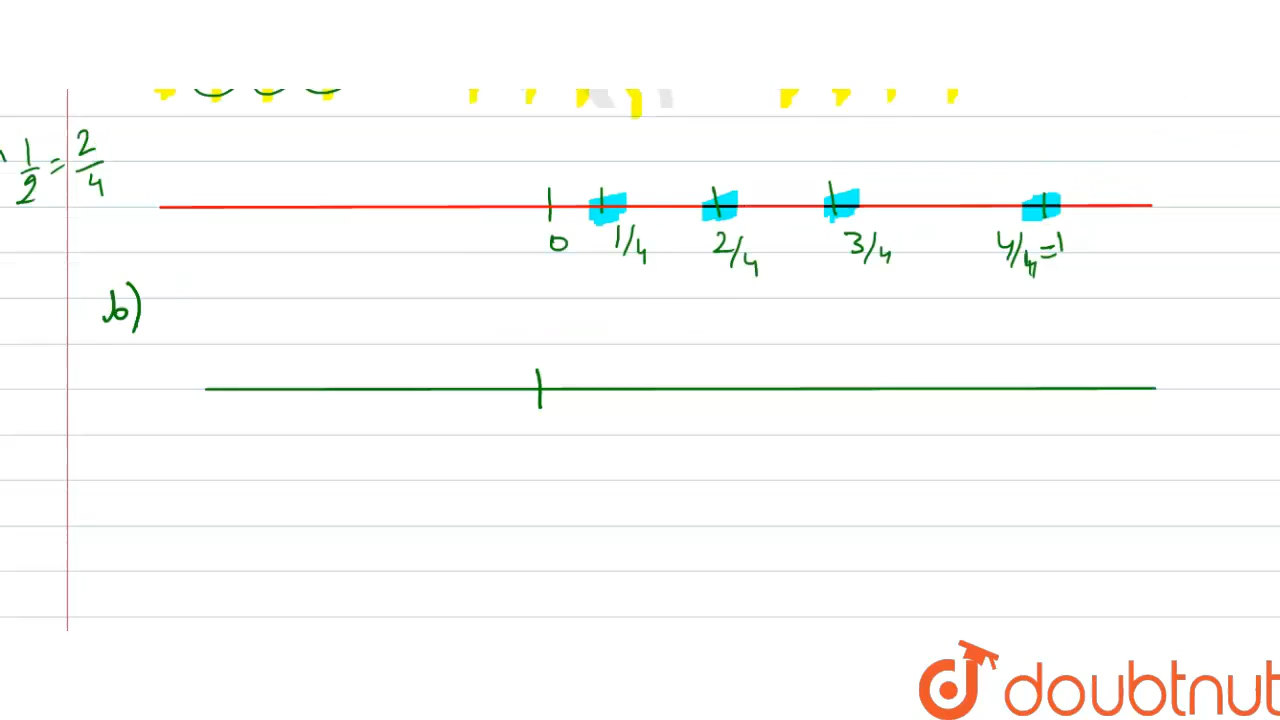 1/2 = 2/4
0 1/4 2/4 3/4 4/4=1
b)
doubtnut